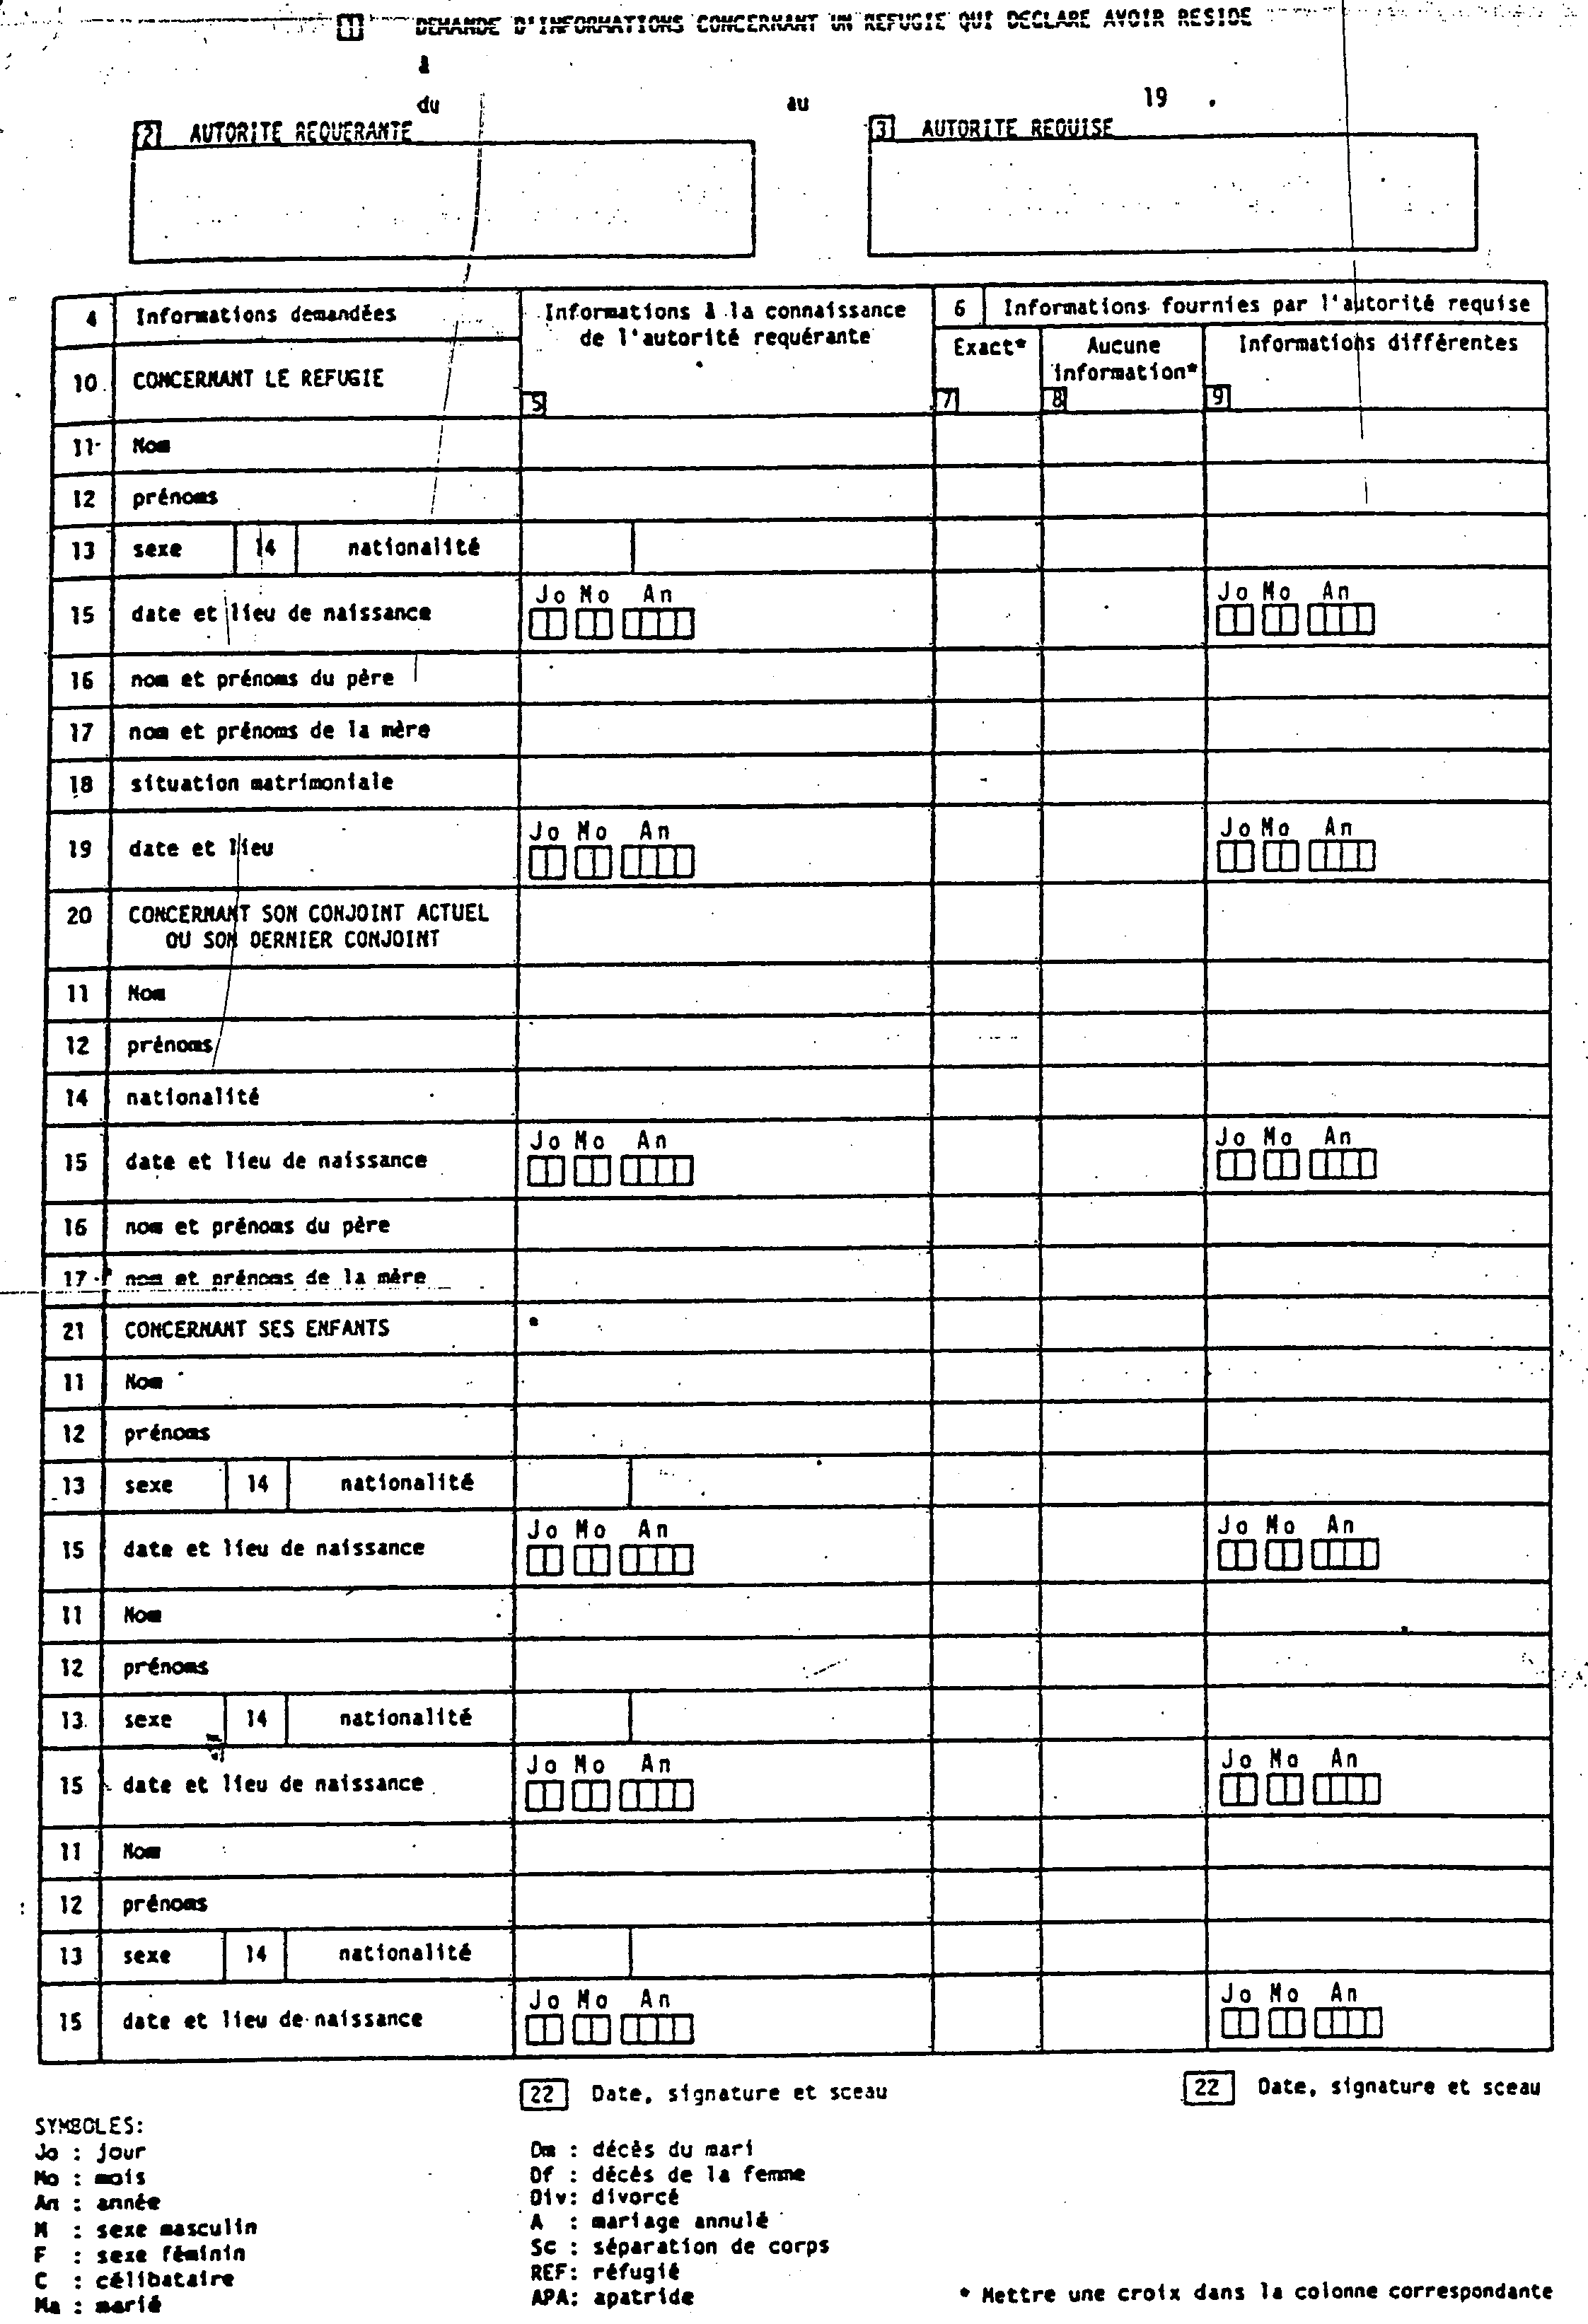 1 DEMANDE D'INFORMATIONS CONCERNANT UN REFUGIE QUI DECLARE AVOIR RESIDE
à
du au 19 .
2 AUTORITE REQUERANTE 3 AUTORITE REQUISE
4 Informations demandées Informations à la connaissance de l'autorité requérante 6 Informations fournies par l'autorité requise
10 CONCERNANT LE REFUGIE 5 Exact* 7 Aucune information* 8 Informations différentes 9
11 Nom
12 prénoms
13 sexe 14 nationalité
15 date et lieu de naissance Jo Mo An Jo Mo An
16 nom et prénoms du père
17 nom et prénoms de la mère
18 situation matrimoniale
19 date et lieu Jo Mo An Jo Mo An
20 CONCERNANT SON CONJOINT ACTUEL
OU SON DERNIER CONJOINT
11 Nom
12 prénoms
14 nationalité
15 date et lieu de naissance Jo Mo An Jo Mo An
16 nom et prénoms du père
17 nom et prénoms de la mère
21 CONCERNANT SES ENFANTS
11 Nom
12 prénoms
13 sexe 14 nationalité
15 date et lieu de naissance Jo Mo An Jo Mo An
11 Nom
12 prénoms
13 sexe 14 nationalité
15 date et lieu de naissance Jo Mo An Jo Mo An
11 Nom
12 prénoms
13 sexe 14 nationalité
15 date et lieu de naissance Jo Mo An Jo Mo An
22 Date, signature et sceau 22 Date, signature et sceau
SYMBOLES:
Jo : jour
Mo : mois
An : année
M : sexe masculin
F : sexe féminin
C : célibataire
Ma : marié
Dm : décès du mari
Df : décès de la femme
Div: divorcé
A : mariage annulé
Sc : séparation de corps
REF: réfugié
APA: apatride
* Mettre une croix dans la colonne correspondante